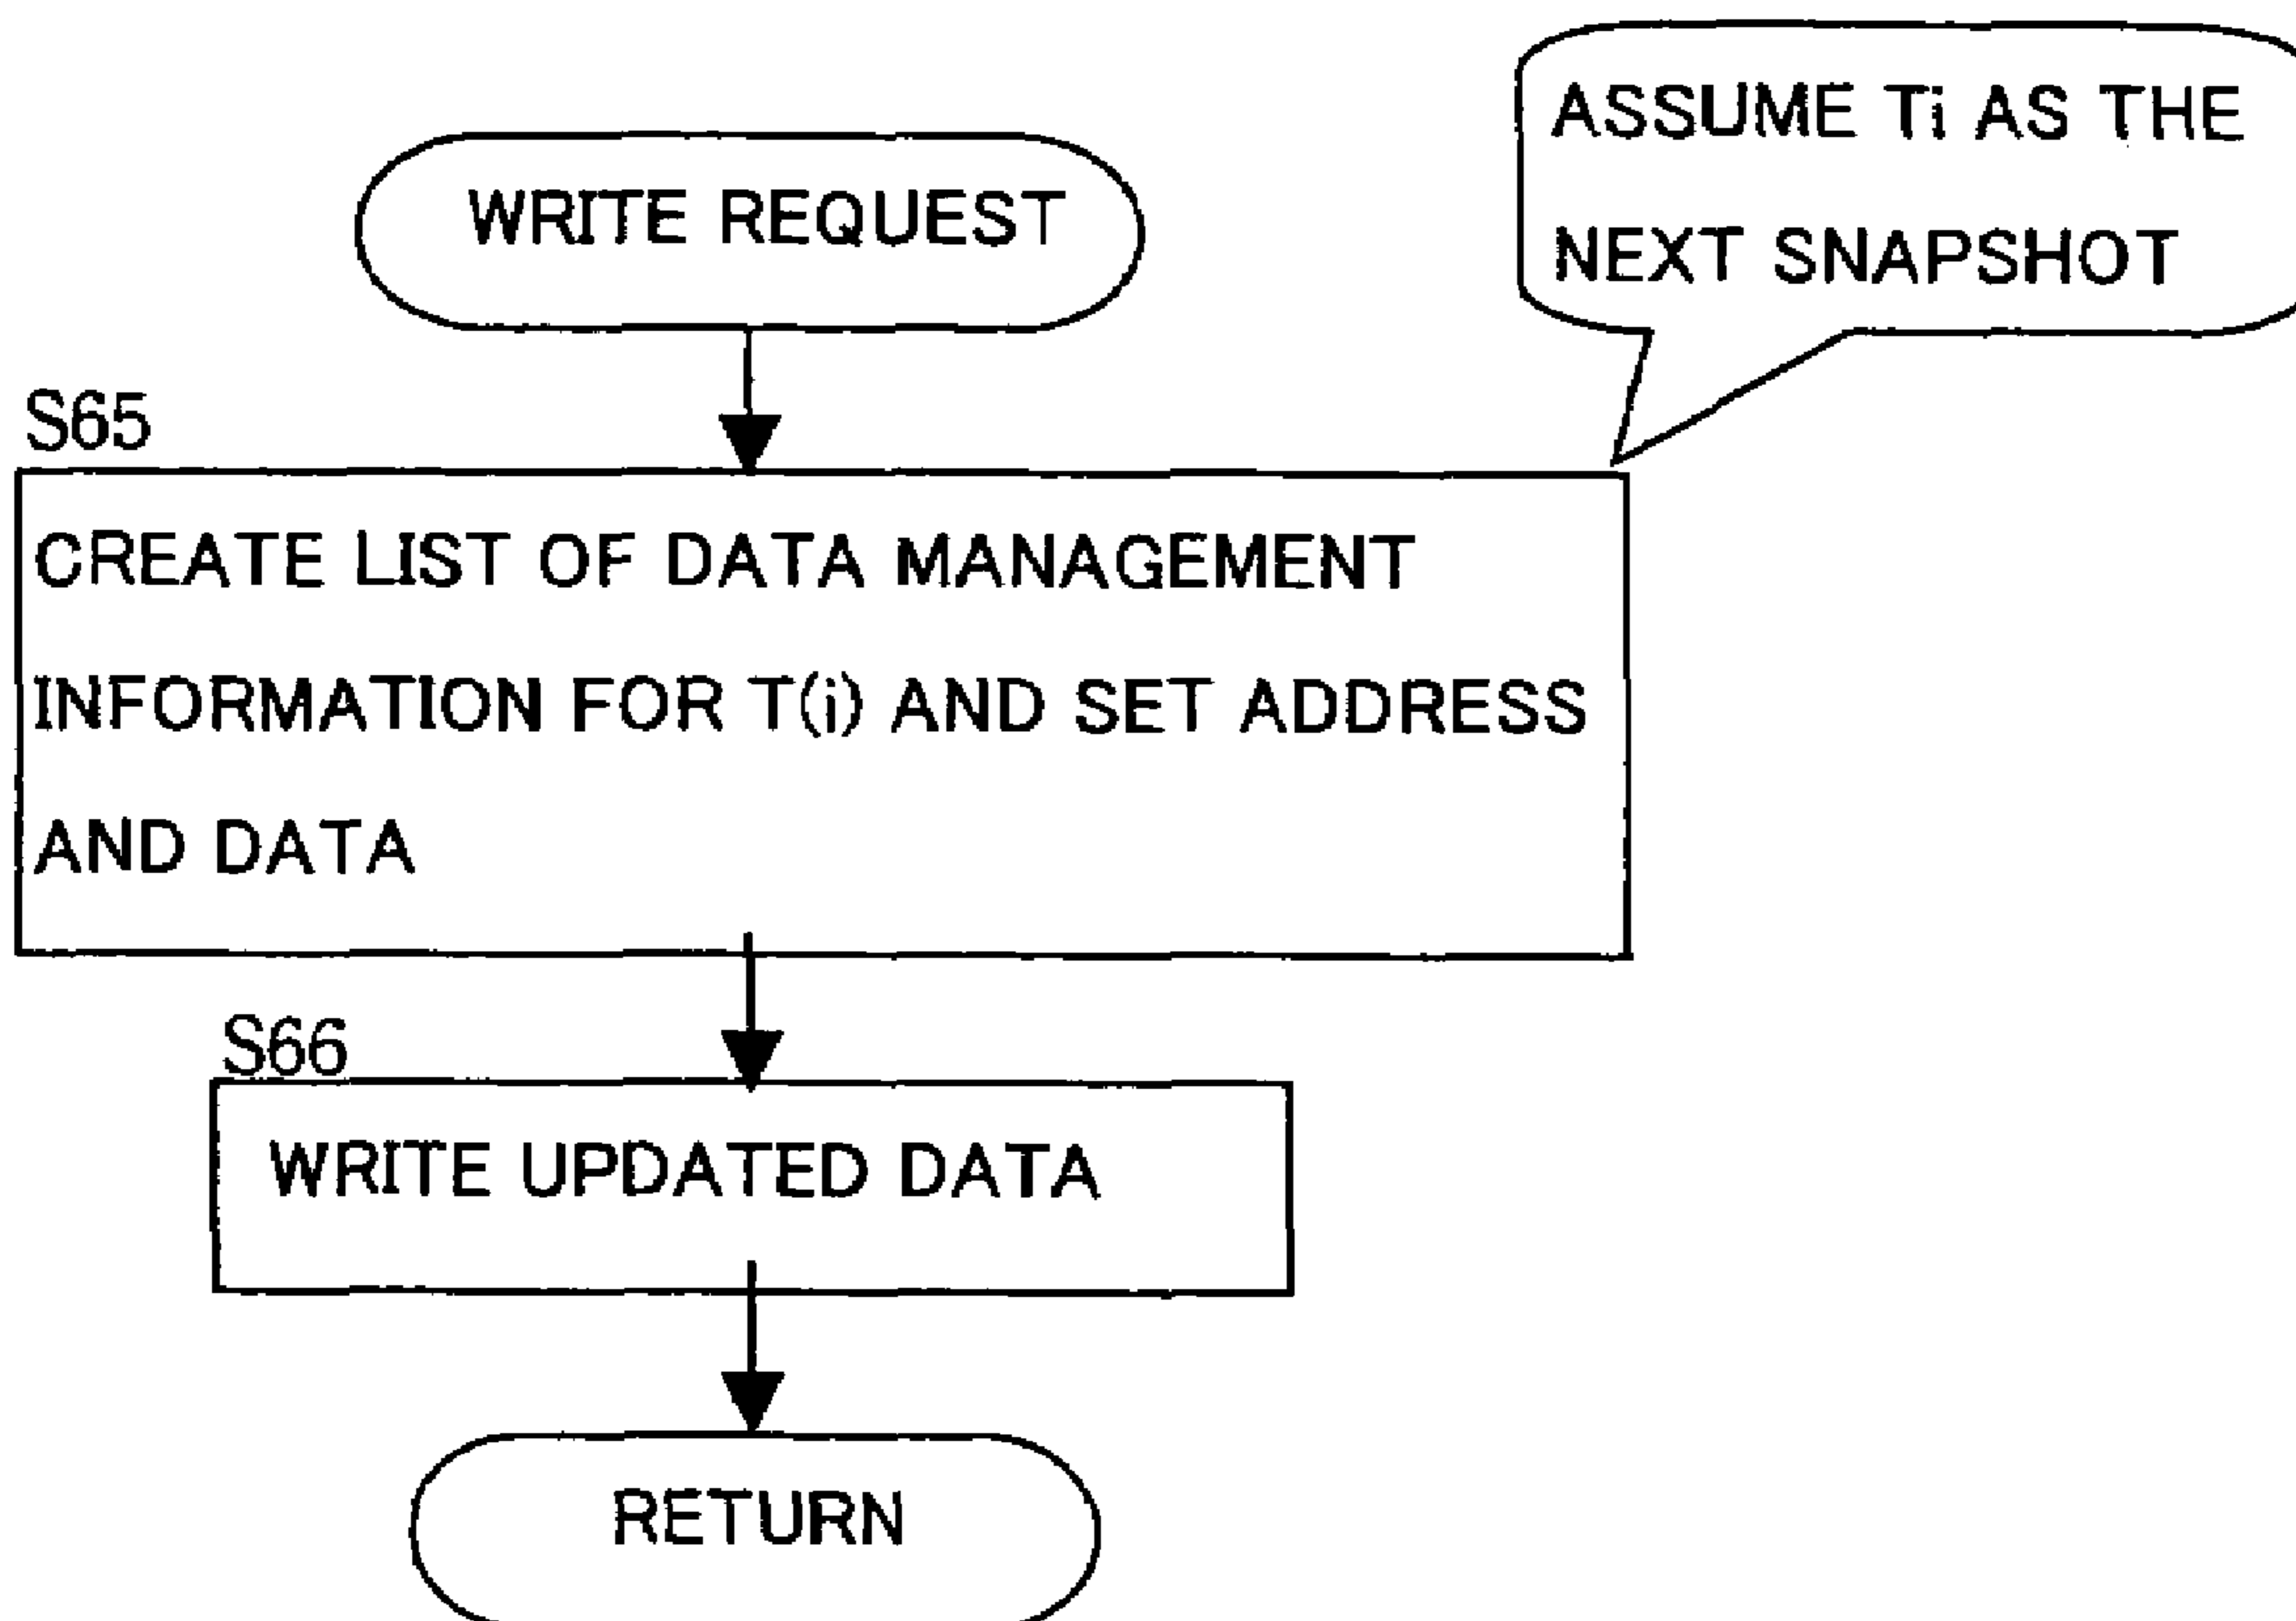 WRITE REQUEST
ASSUME Ti AS THE
NEXT SNAPSHOT
S65
CREATE LIST OF DATA MANAGEMENT
INFORMATION FOR T(i) AND SET ADDRESS
AND DATA
S66
WRITE UPDATED DATA
RETURN